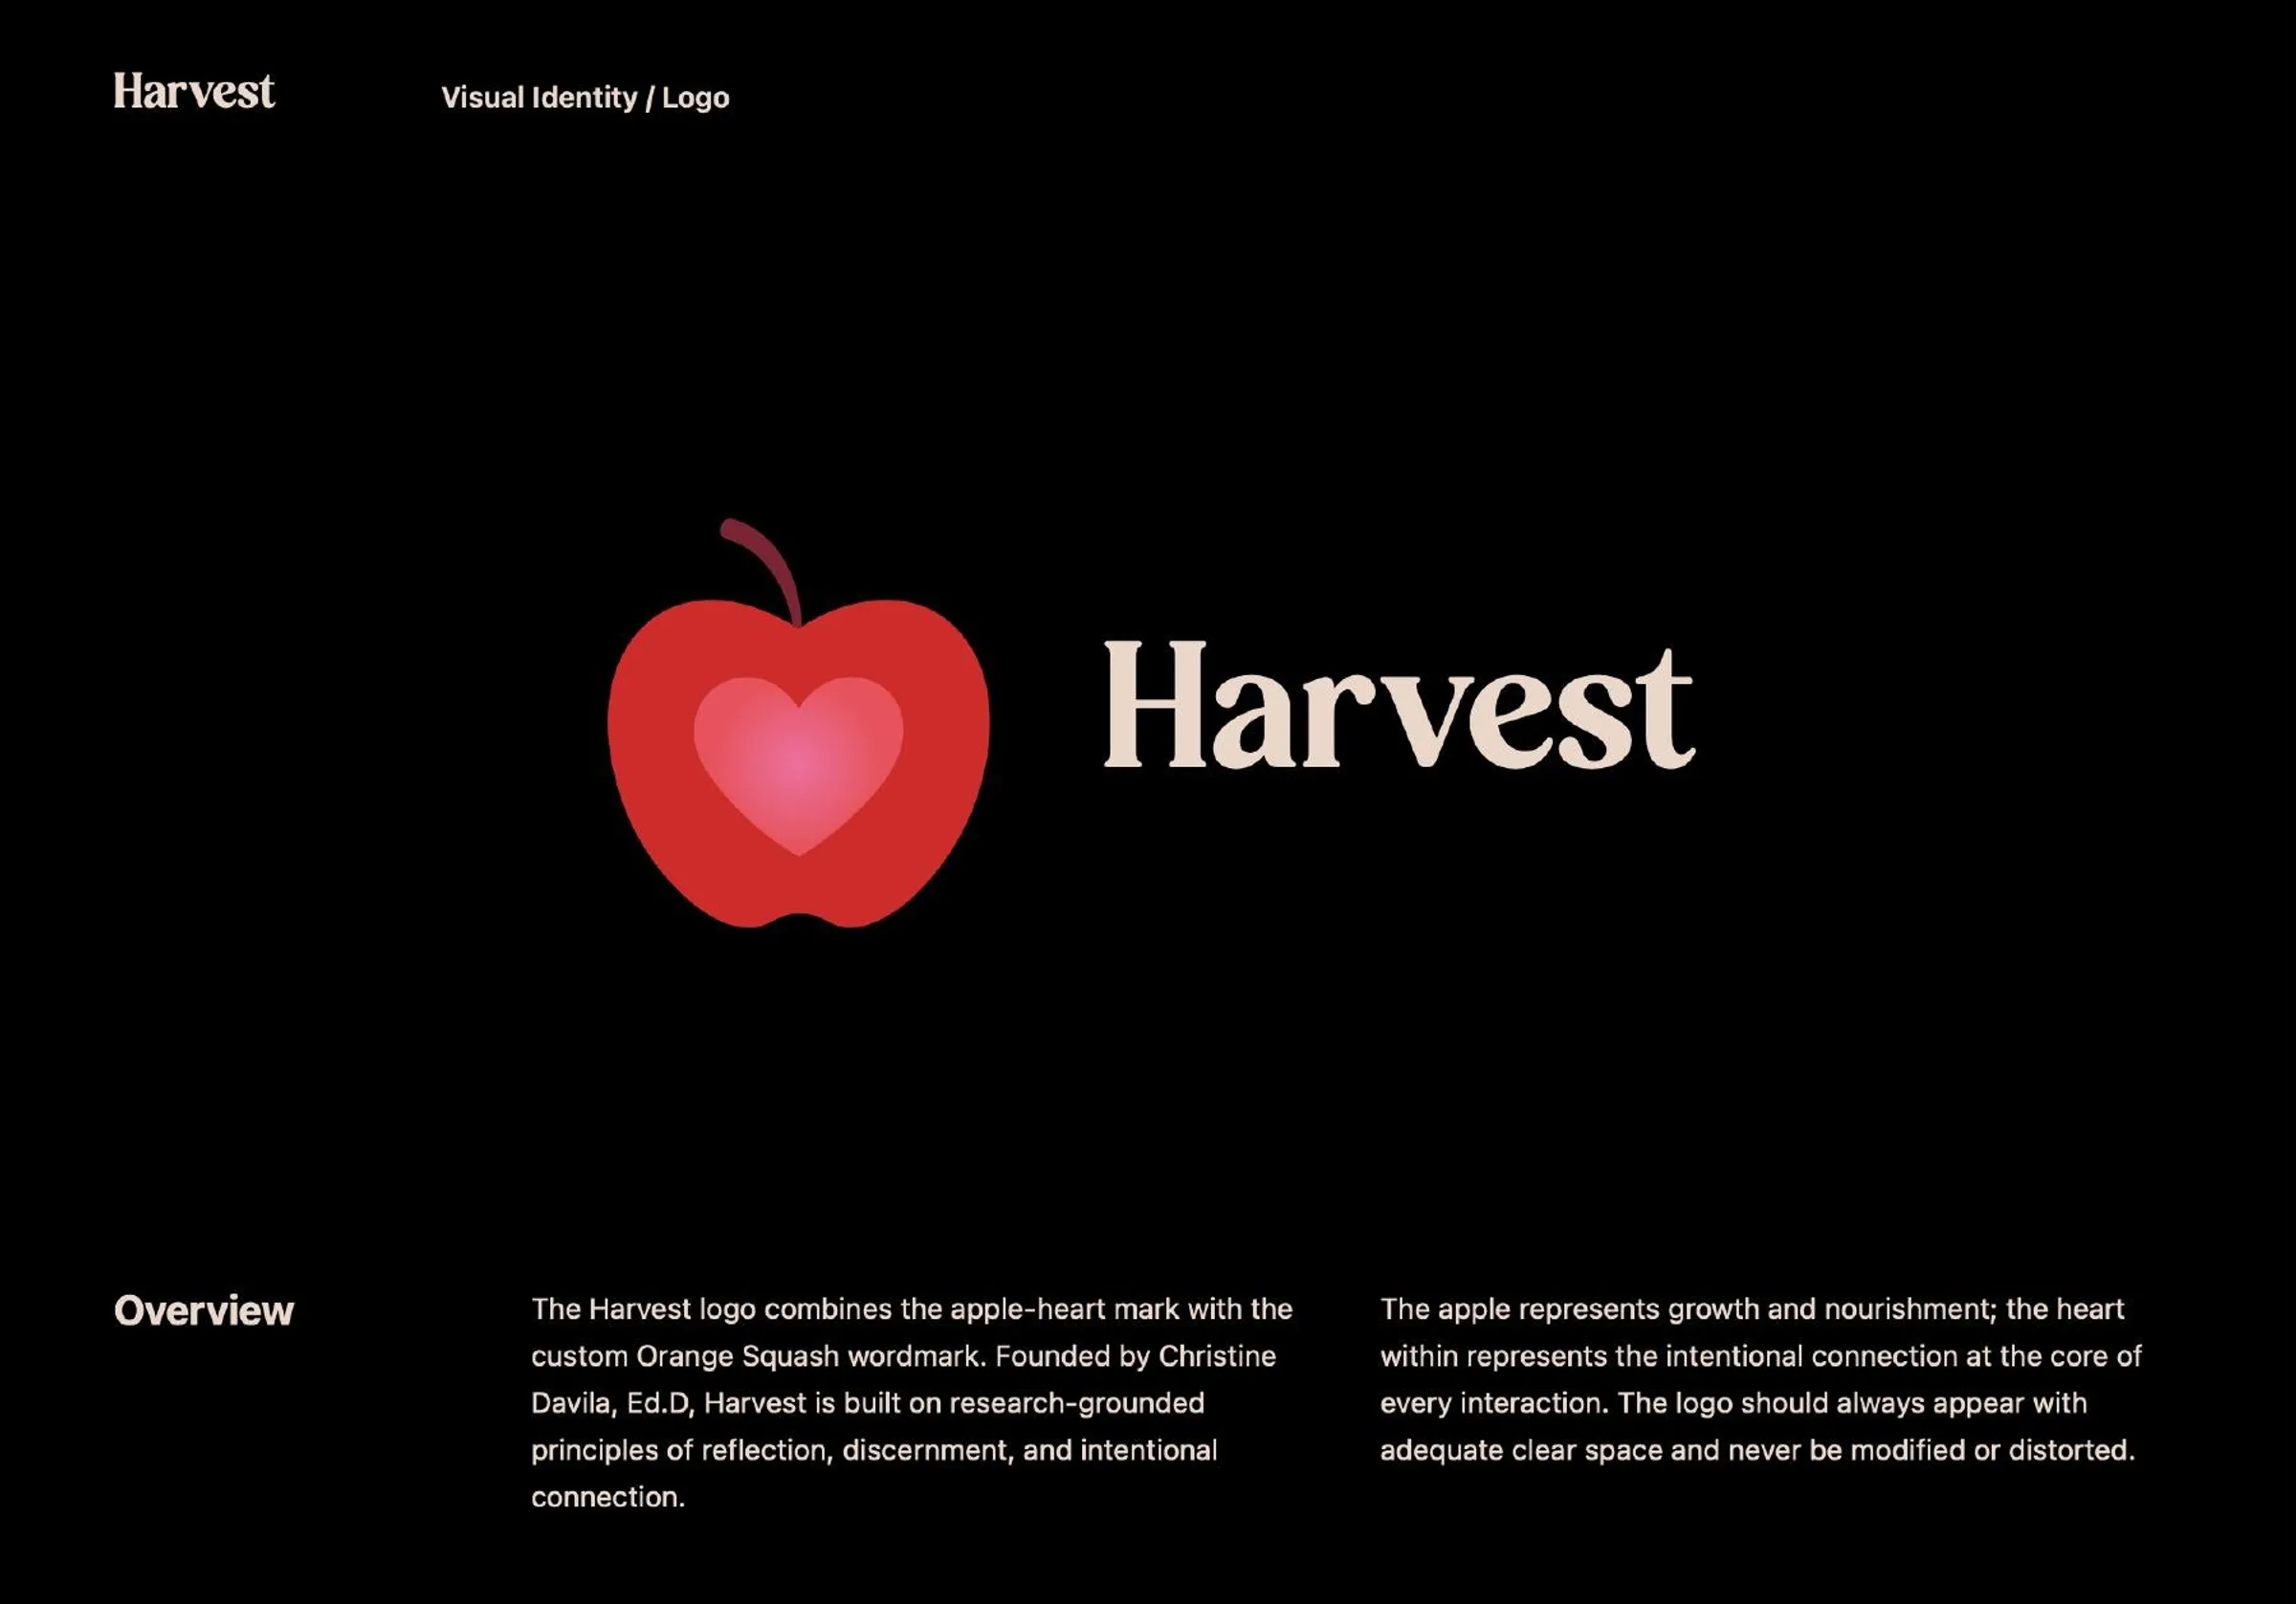 Harvest
Visual Identity / Logo
Harvest
Overview
The Harvest logo combines the apple-heart mark with the
custom Orange Squash wordmark. Founded by Christine
Davila, Ed.D, Harvest is built on research-grounded
principles of reflection, discernment, and intentional
connection.
The apple represents growth and nourishment; the heart
within represents the intentional connection at the core of
every interaction. The logo should always appear with
adequate clear space and never be modified or distorted.